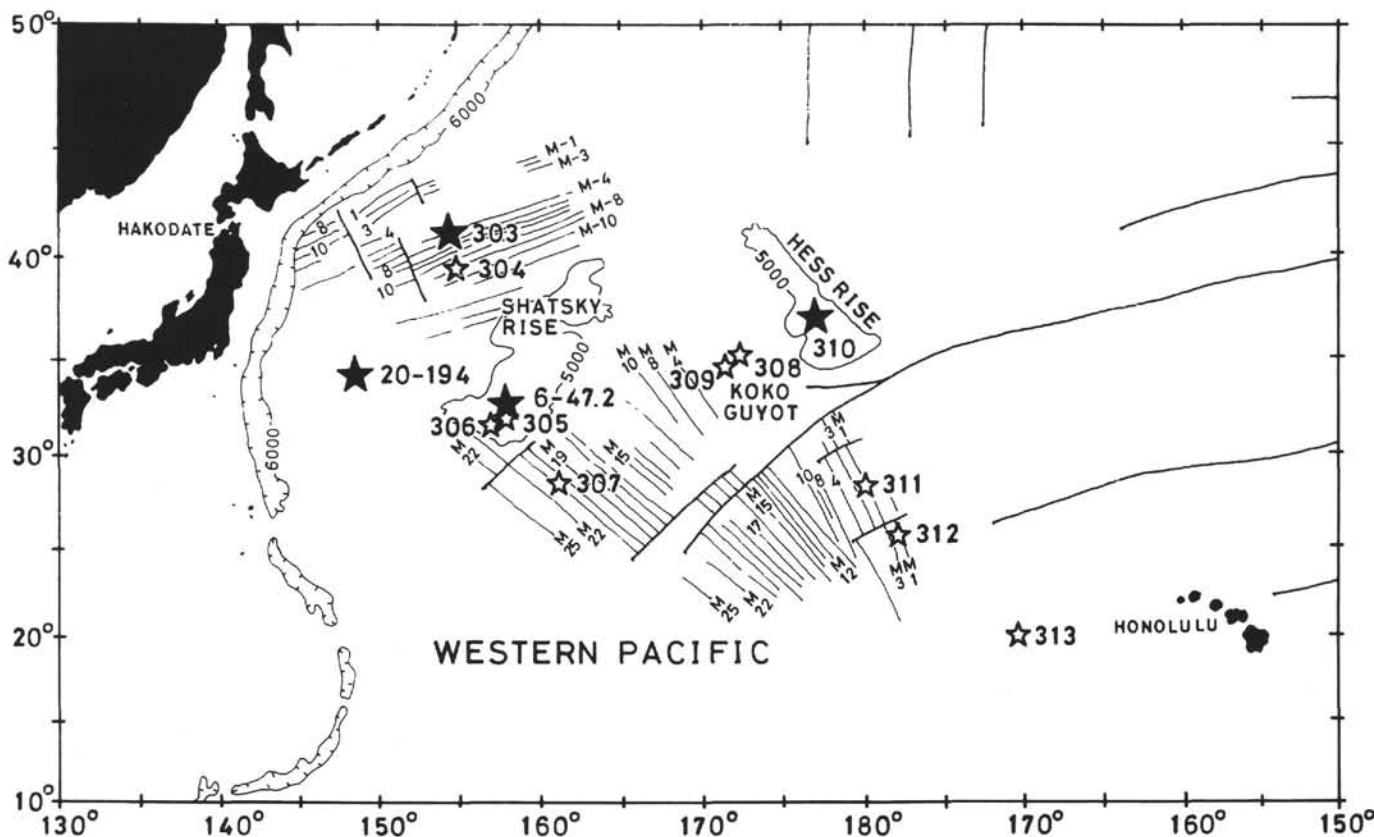 50°
40°
30°
20°
10°
130°
140°
150°
160°
170°
180°
170°
160°
150°
6000
6000
5000
5000
HAKODATE
M-1
M-3
M-4
M-8
M-10
8
10
1
3
4
8
10
303
304
SHATSKY
RISE
HESS RISE
310
20-194
6-47.2
306
305
309
308
KOKO
GUYOT
M
10
M
8
M
4
M
22
M
19
M
15
307
M
25
M
22
3
M
1
10
8
4
311
312
M
15
17
M
12
M
3
M
1
M
25
M
22
WESTERN PACIFIC
313
HONOLULU